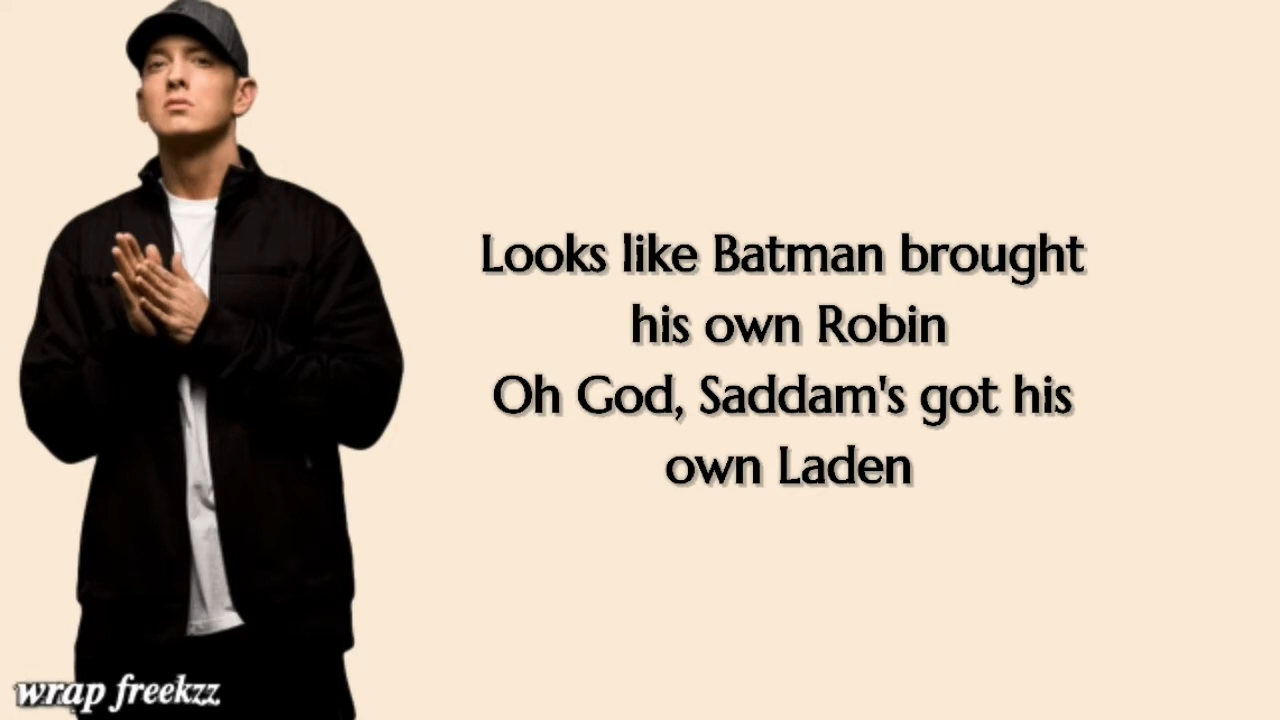 Looks like Batman brought
his own Robin
Oh God, Saddam's got his
own Laden
wrap freekzz